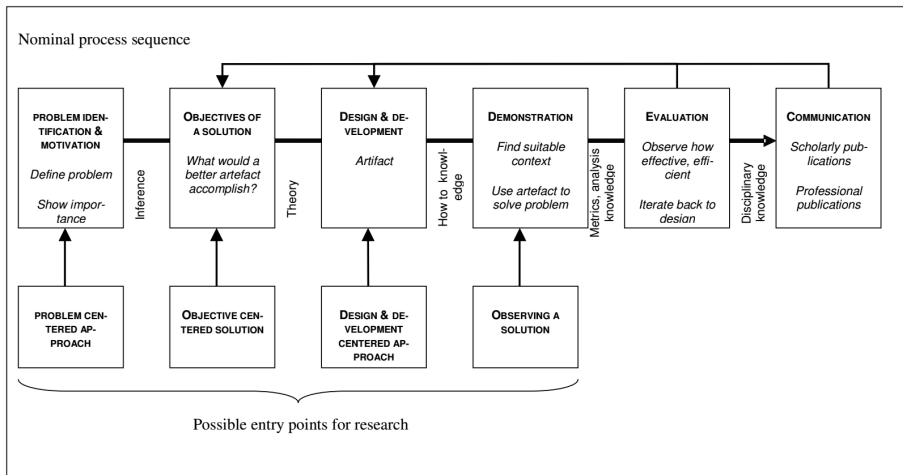 Nominal process sequence
PROBLEM IDEN-
TIFICATION &
MOTIVATION
Define problem
Show impor-
tance
Inference
OBJECTIVES OF
A SOLUTION
What would a
better artefact
accomplish?
Theory
DESIGN &
DEVELOPMENT
Artifact
How to knowl-
edge
DEMONSTRATION
Find suitable
context
Use artefact to
solve problem
Metrics, analysis
knowledge
EVALUATION
Observe how
effective, effi-
cient
Iterate back to
design
Disciplinary
knowledge
COMMUNICATION
Scholarly pub-
lications
Professional
publications
PROBLEM CEN-
TERED AP-
PROACH
OBJECTIVE CEN-
TERED SOLUTION
DESIGN & DE-
VELOPMENT
CENTERED AP-
PROACH
OBSERVING A
SOLUTION
Possible entry points for research